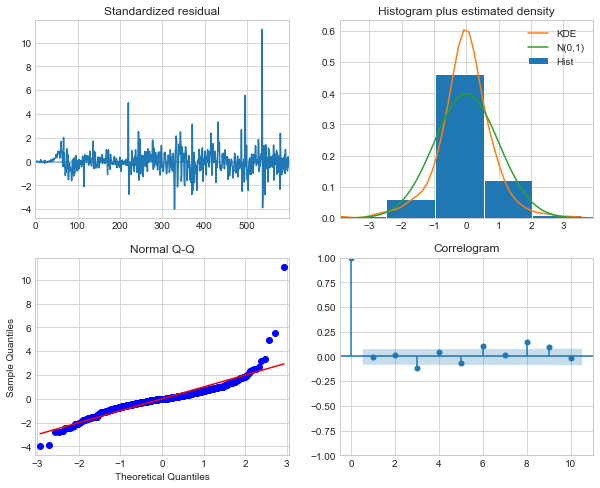 Standardized residual
10
8
6
4
2
0
−2
−4
0 100 200 300 400 500
Histogram plus estimated density
KDE
N(0,1)
Hist
0.6
0.5
0.4
0.3
0.2
0.1
0.0
−3 −2 −1 0 1 2 3
Normal Q-Q
Sample Quantiles
10
8
6
4
2
0
−2
−4
−3 −2 −1 0 1 2 3
Theoretical Quantiles
Correlogram
1.00
0.75
0.50
0.25
0.00
−0.25
−0.50
−0.75
−1.00
0 2 4 6 8 10